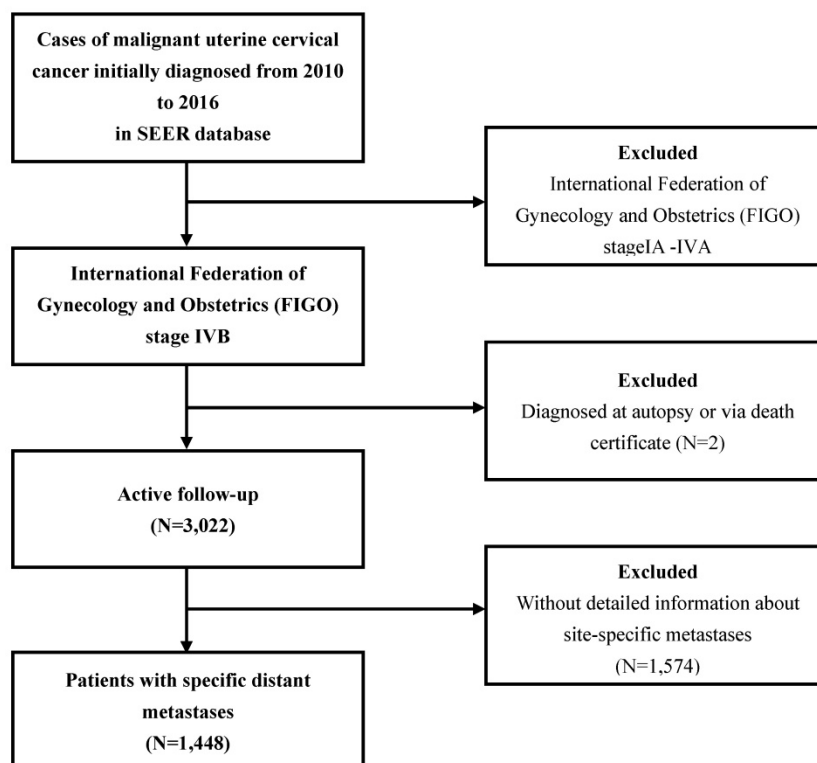 Cases of malignant uterine cervical
cancer initially diagnosed from 2010
to 2016
in SEER database
Excluded
International Federation of
Gynecology and Obstetrics (FIGO)
stageIA -IVA
International Federation of
Gynecology and Obstetrics (FIGO)
stage IVB
Excluded
Diagnosed at autopsy or via death
certificate (N=2)
Active follow-up
(N=3,022)
Excluded
Without detailed information about
site-specific metastases
(N=1,574)
Patients with specific distant
metastases
(N=1,448)